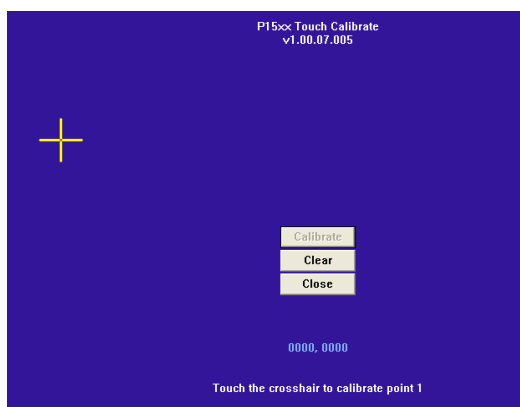 P15xx Touch Calibrate
v1.00.07.005
Calibrate
Clear
Close
0000, 0000
Touch the crosshair to calibrate point 1